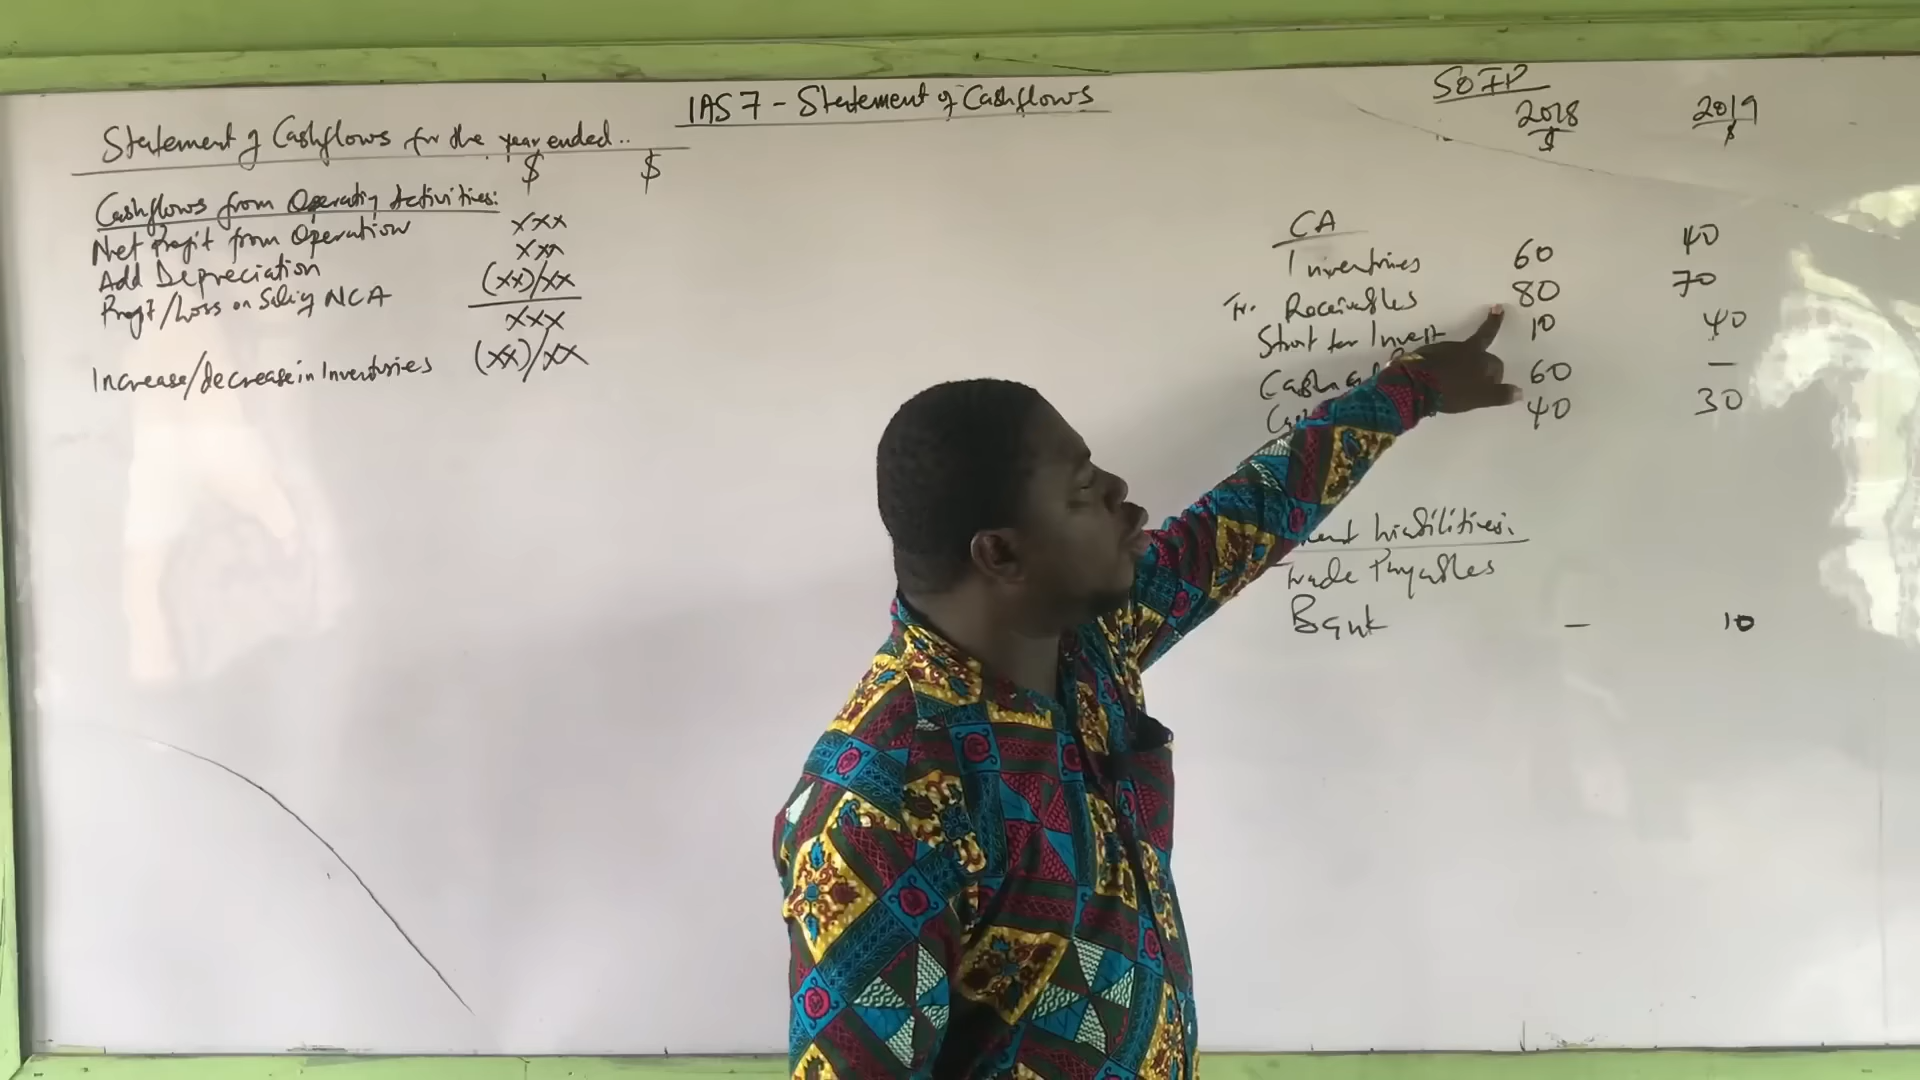 IAS 7 - Statement of Cashflows
Statement of Cashflows for the year ended..
$ $
Cashflows from Operating Activities:
Net Profit from Operation xxx
Add Depreciation xxx
Profit/Loss on Selling NCA (xx)/xx
xxx
Increase/decrease in Inventories (xx)/xx
SOFP
2018 2019
$ $
CA
Inventories 60 40
Tr. Receivables 80 70
Short ter Invest 10 40
Cash 60 -
40 30
Liabilities:
Trade Payables
Bank - 10